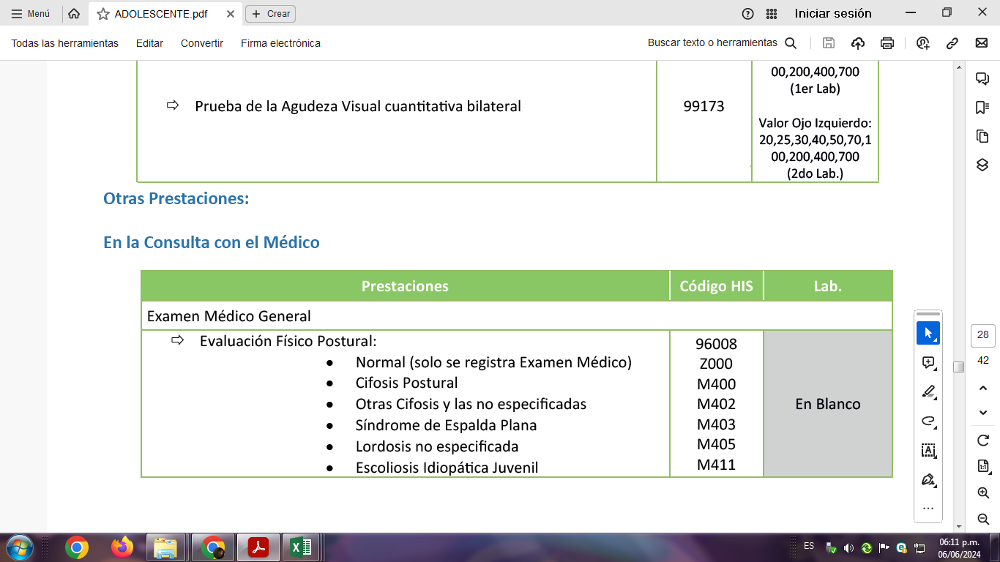 Menú
ADOLESCENTE.pdf
Crear
Iniciar sesión
Todas las herramientas
Editar
Convertir
Firma electrónica
Buscar texto o herramientas
00,200,400,700
(1er Lab)
Prueba de la Agudeza Visual cuantitativa bilateral
99173
Valor Ojo Izquierdo:
20,25,30,40,50,70,1
00,200,400,700
(2do Lab.)
Otras Prestaciones:
En la Consulta con el Médico
Prestaciones
Código HIS
Lab.
Examen Médico General
Evaluación Físico Postural:
96008
Normal (solo se registra Examen Médico)
Z000
Cifosis Postural
M400
Otras Cifosis y las no especificadas
M402
En Blanco
Síndrome de Espalda Plana
M403
Lordosis no especificada
M405
Escoliosis Idiopática Juvenil
M411
28
42
1:1
ES
06:11 p.m.
06/06/2024